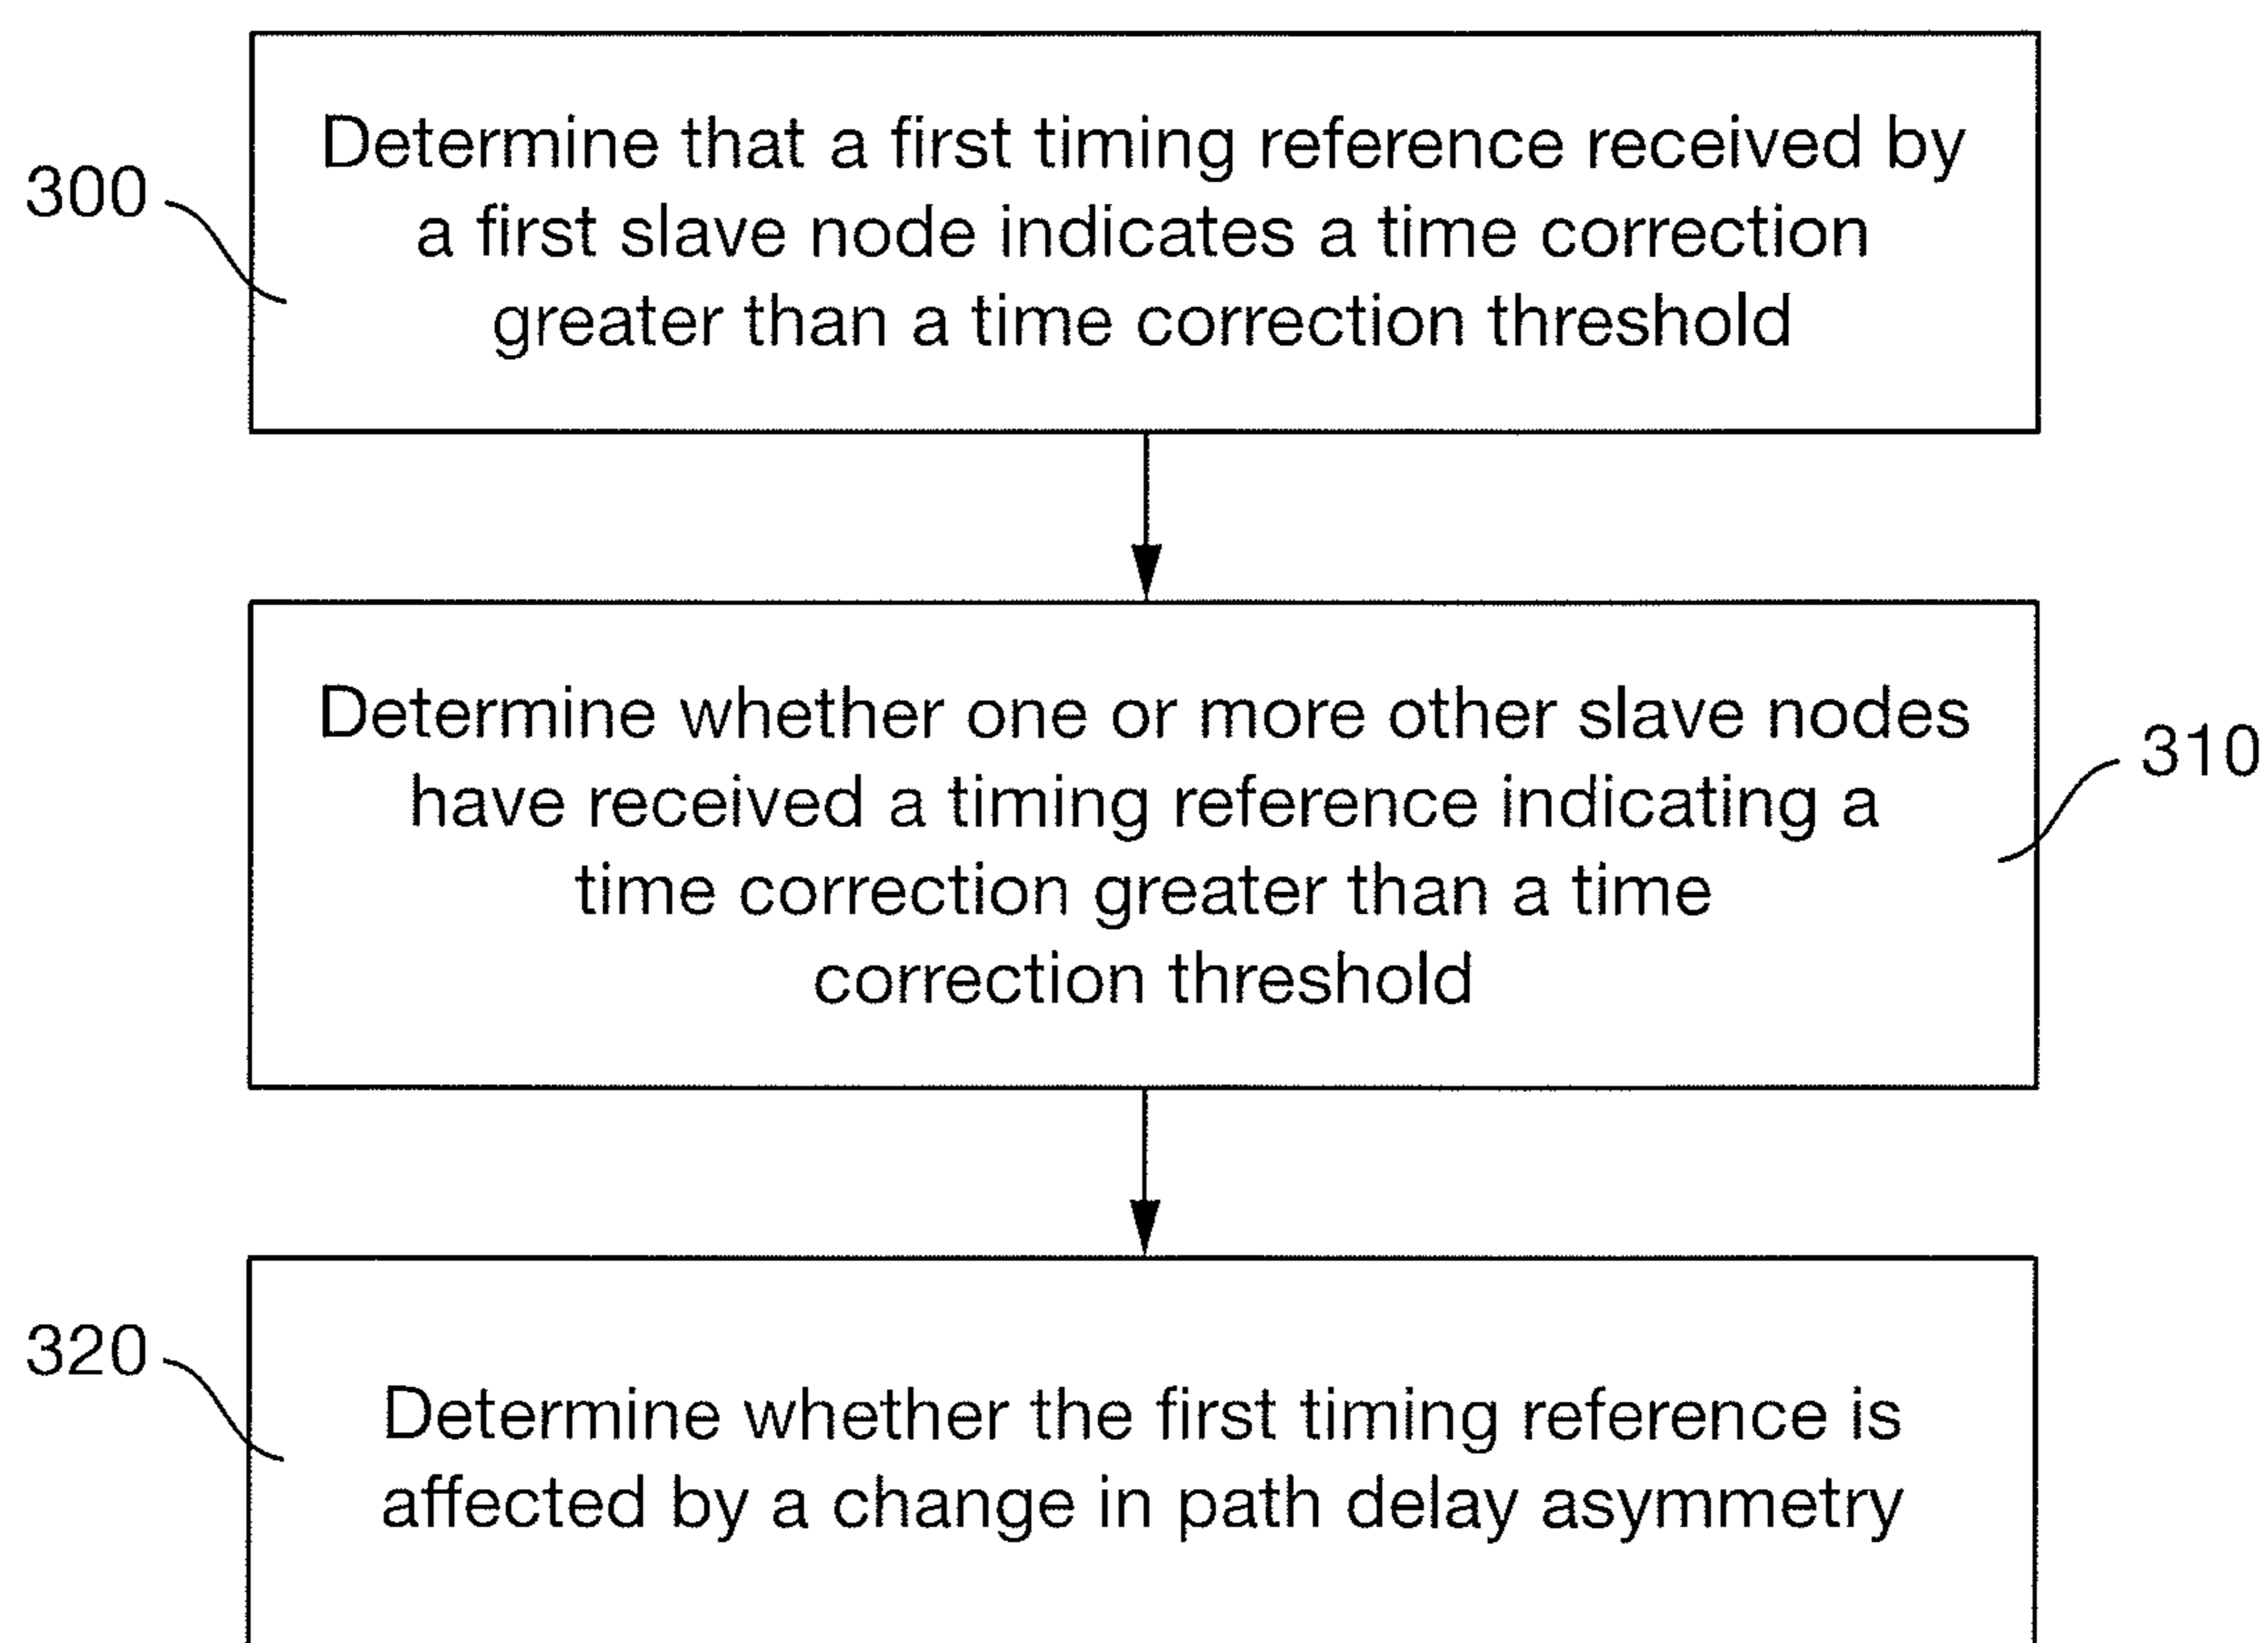 300
Determine that a first timing reference received by
a first slave node indicates a time correction
greater than a time correction threshold
Determine whether one or more other slave nodes
have received a timing reference indicating a
time correction greater than a time
correction threshold
310
320
Determine whether the first timing reference is
affected by a change in path delay asymmetry